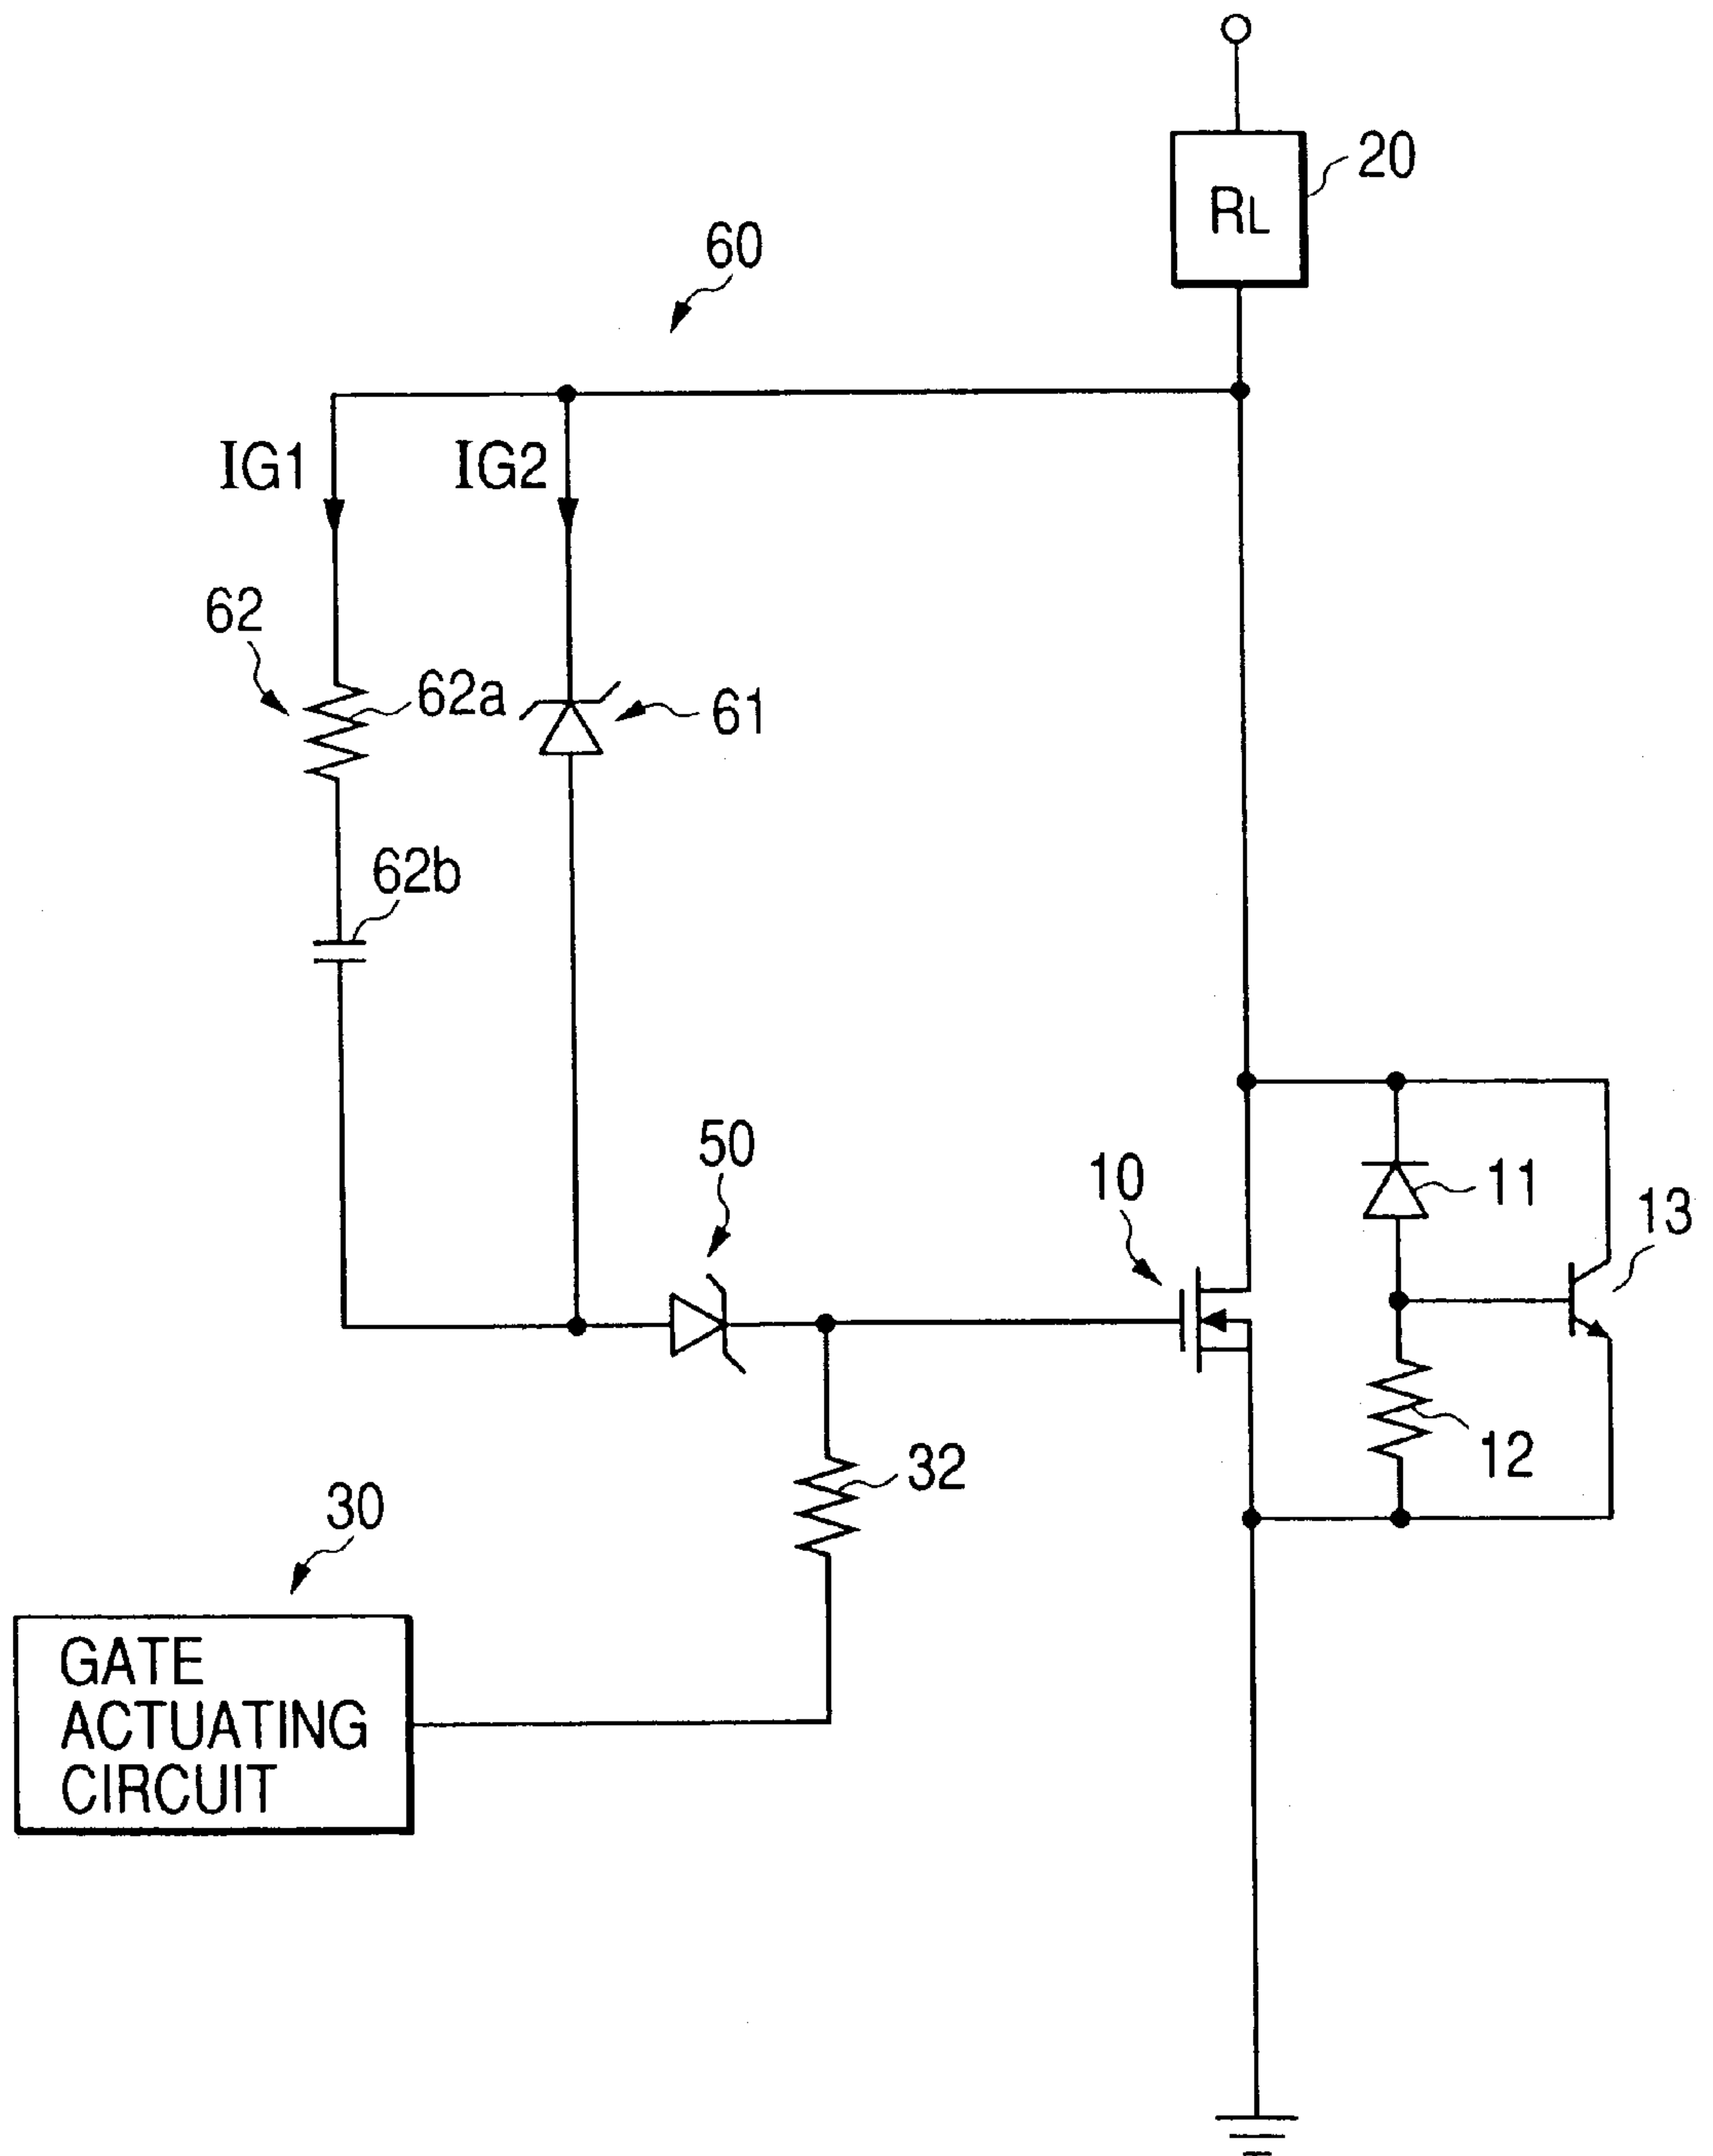 20
RL
60
IG1
IG2
62
62a
61
62b
50
10
11
13
32
12
30
GATE
ACTUATING
CIRCUIT